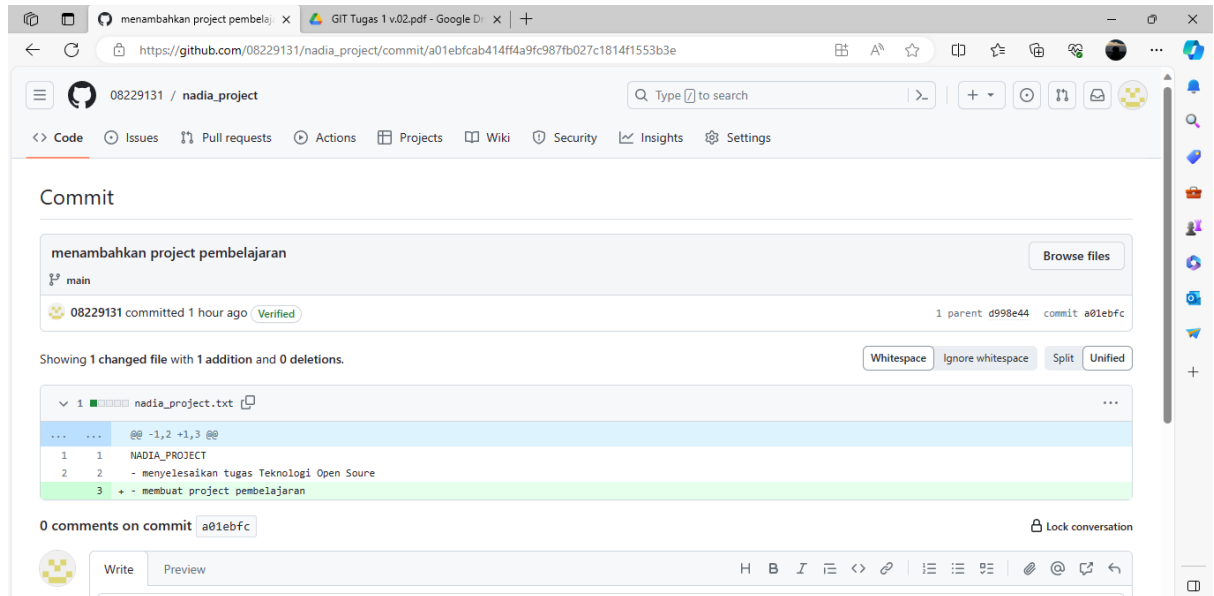 menambahkan project pembelaja
GIT Tugas 1 v.02.pdf - Google Dr
https://github.com/08229131/nadia_project/commit/a01ebfcab414ff4a9fc987fb027c1814f1553b3e
08229131 / nadia_project
Type / to search
Code Issues Pull requests Actions Projects Wiki Security Insights Settings
Commit
menambahkan project pembelajaran
Browse files
main
08229131 committed 1 hour ago Verified
1 parent d998e44 commit a01ebfc
Showing 1 changed file with 1 addition and 0 deletions.
Whitespace Ignore whitespace Split Unified
1 nadia_project.txt
... ... @@ -1,2 +1,3 @@
1 1 NADIA_PROJECT
2 2 - menyelesaikan tugas Teknologi Open Soure
3 + - membuat project pembelajaran
0 comments on commit a01ebfc
Lock conversation
Write Preview
H B I